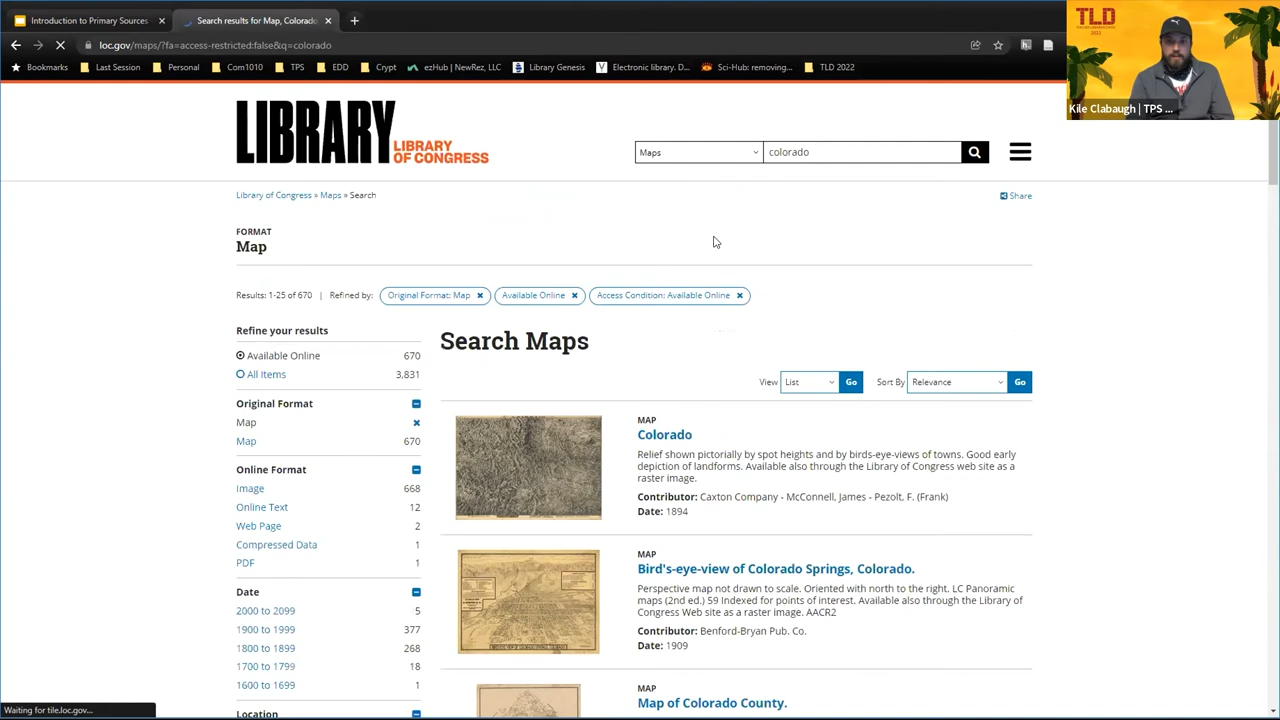 Introduction to Primary Sources
Search results for Map, Colorado
TLD
loc.gov/maps/?fa=access-restricted:false&q=colorado
Bookmarks
Last Session
Personal
Com1010
TPS
EDD
Crypt
ezHub | NewRez, LLC
Library Genesis
Electronic library. D...
Sci-Hub: removing...
TLD 2022
Kile Clabaugh | TPS ...
LIBRARY
LIBRARY
OF CONGRESS
Maps
colorado
Library of Congress » Maps » Search
Share
FORMAT
Map
Results: 1-25 of 670 | Refined by:
Original Format: Map
Available Online
Access Condition: Available Online
Refine your results
Available Online 670
All Items 3,831
Original Format
Map
Map 670
Online Format
Image 668
Online Text 12
Web Page 2
Compressed Data 1
PDF 1
Date
2000 to 2099 5
1900 to 1999 377
1800 to 1899 268
1700 to 1799 18
1600 to 1699 1
Location
Search Maps
View List Go Sort By Relevance Go
MAP
Colorado
Relief shown pictorially by spot heights and by birds-eye-views of towns. Good early
depiction of landforms. Available also through the Library of Congress web site as a
raster image.
Contributor: Caxton Company - McConnell, James - Pezolt, F. (Frank)
Date: 1894
MAP
Bird's-eye-view of Colorado Springs, Colorado.
Perspective map not drawn to scale. Oriented with north to the right. LC Panoramic
maps (2nd ed.) 59 Indexed for points of interest. Available also through the Library of
Congress Web site as a raster image. AACR2
Contributor: Benford-Bryan Pub. Co.
Date: 1909
MAP
Map of Colorado County.
Waiting for tile.loc.gov...